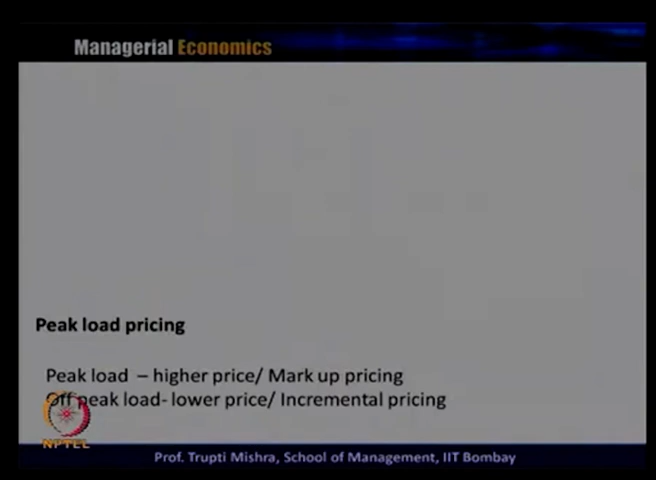 Managerial Economics
Peak load pricing
Peak load – higher price/ Mark up pricing
Off peak load- lower price/ Incremental pricing
NPTEL
Prof. Trupti Mishra, School of Management, IIT Bombay